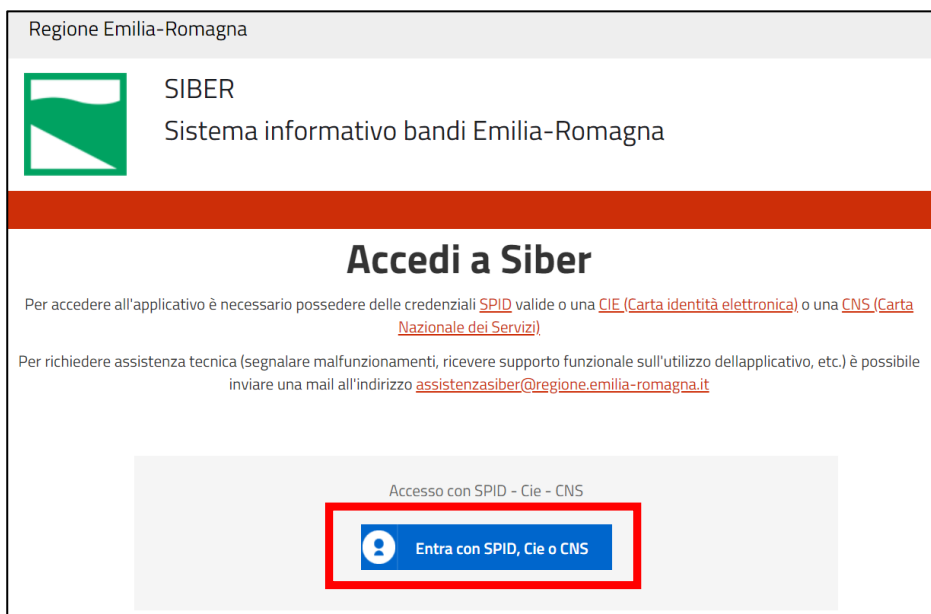 Regione Emilia-Romagna
SIBER
Sistema informativo bandi Emilia-Romagna
Accedi a Siber
Per accedere all'applicativo è necessario possedere delle credenziali SPID valide o una CIE (Carta identità elettronica) o una CNS (Carta
Nazionale dei Servizi)
Per richiedere assistenza tecnica (segnalare malfunzionamenti, ricevere supporto funzionale sull'utilizzo dellapplicativo, etc.) è possibile
inviare una mail all'indirizzo assistenzasiber@regione.emilia-romagna.it
Accesso con SPID - Cie - CNS
Entra con SPID, Cie o CNS